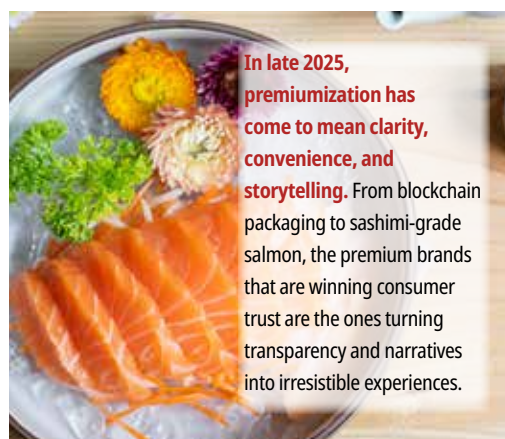 In late 2025,
premiumization has
come to mean clarity,
convenience, and
storytelling. From blockchain
packaging to sashimi-grade
salmon, the premium brands
that are winning consumer
trust are the ones turning
transparency and narratives
into irresistible experiences.